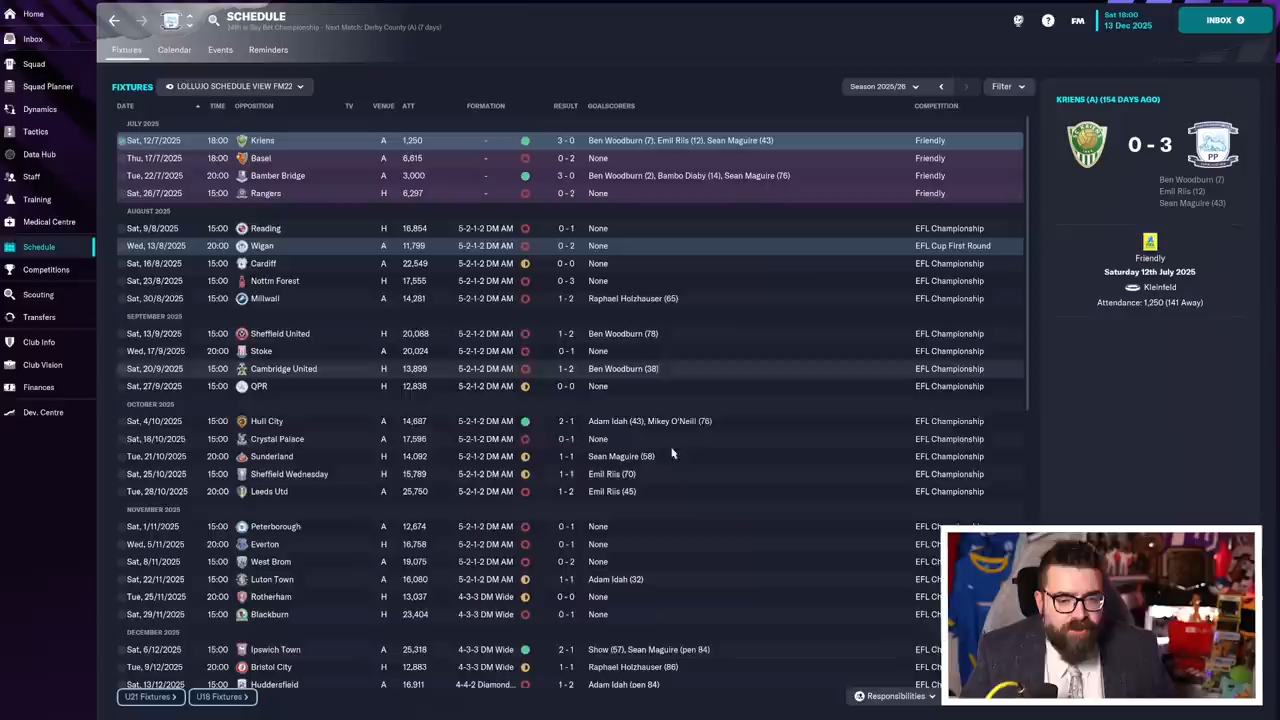 Home
Inbox
Squad
Squad Planner
Dynamics
Tactics
Data Hub
Staff
Training
Medical Centre
Schedule
Competitions
Scouting
Transfers
Club Info
Club Vision
Finances
Dev. Centre
SCHEDULE
24th in Sky Bet Championship - Next Match: Derby County (A) (7 days)
FM
Sat 18:00
13 Dec 2025
INBOX
Fixtures Calendar Events Reminders
FIXTURES LOLLUJO SCHEDULE VIEW FM22 Season 2025/26 Filter
DATE TIME OPPOSITION TV VENUE ATT FORMATION RESULT GOALSCORERS COMPETITION
JULY 2025
Sat, 12/7/2025 18:00 Kriens A 1,250 - 3 - 0 Ben Woodburn (7), Emil Riis (12), Sean Maguire (43) Friendly
Thu, 17/7/2025 18:00 Basel A 6,615 - 0 - 2 None Friendly
Tue, 22/7/2025 20:00 Bamber Bridge A 3,000 - 3 - 0 Ben Woodburn (2), Bambo Diaby (14), Sean Maguire (76) Friendly
Sat, 26/7/2025 15:00 Rangers H 6,297 - 0 - 2 None Friendly
AUGUST 2025
Sat, 9/8/2025 15:00 Reading H 16,854 5-2-1-2 DM AM 0 - 1 None EFL Championship
Wed, 13/8/2025 20:00 Wigan A 11,799 5-2-1-2 DM AM 0 - 2 None EFL Cup First Round
Sat, 16/8/2025 15:00 Cardiff A 22,549 5-2-1-2 DM AM 0 - 0 None EFL Championship
Sat, 23/8/2025 15:00 Nottm Forest H 17,555 5-2-1-2 DM AM 0 - 3 None EFL Championship
Sat, 30/8/2025 15:00 Millwall A 14,281 5-2-1-2 DM AM 1 - 2 Raphael Holzhauser (65) EFL Championship
SEPTEMBER 2025
Sat, 13/9/2025 15:00 Sheffield United H 20,088 5-2-1-2 DM AM 1 - 2 Ben Woodburn (78) EFL Championship
Wed, 17/9/2025 20:00 Stoke A 20,024 5-2-1-2 DM AM 0 - 1 None EFL Championship
Sat, 20/9/2025 15:00 Cambridge United H 13,899 5-2-1-2 DM AM 1 - 2 Ben Woodburn (38) EFL Championship
Sat, 27/9/2025 15:00 QPR H 12,838 5-2-1-2 DM AM 0 - 0 None EFL Championship
OCTOBER 2025
Sat, 4/10/2025 15:00 Hull City A 14,687 5-2-1-2 DM AM 2 - 1 Adam Idah (43), Mikey O'Neill (76) EFL Championship
Sat, 18/10/2025 15:00 Crystal Palace A 17,596 5-2-1-2 DM AM 0 - 1 None EFL Championship
Tue, 21/10/2025 20:00 Sunderland H 14,092 5-2-1-2 DM AM 1 - 1 Sean Maguire (58) EFL Championship
Sat, 25/10/2025 15:00 Sheffield Wednesday H 15,789 5-2-1-2 DM AM 1 - 1 Emil Riis (70) EFL Championship
Tue, 28/10/2025 20:00 Leeds Utd A 25,750 5-2-1-2 DM AM 1 - 2 Emil Riis (45) EFL Championship
NOVEMBER 2025
Sat, 1/11/2025 15:00 Peterborough A 12,674 5-2-1-2 DM AM 0 - 1 None EFL Ch
Wed, 5/11/2025 20:00 Everton H 16,758 5-2-1-2 DM AM 0 - 1 None EFL Ch
Sat, 8/11/2025 15:00 West Brom A 19,075 5-2-1-2 DM AM 0 - 2 None EFL Ch
Sat, 22/11/2025 15:00 Luton Town A 16,080 5-2-1-2 DM AM 1 - 1 Adam Idah (32) EFL Ch
Tue, 25/11/2025 20:00 Rotherham H 13,037 4-3-3 DM Wide 0 - 0 None EFL Ch
Sat, 29/11/2025 15:00 Blackburn H 23,404 4-3-3 DM Wide 0 - 1 None EFL Ch
DECEMBER 2025
Sat, 6/12/2025 15:00 Ipswich Town A 25,318 4-3-3 DM Wide 2 - 1 Show (57), Sean Maguire (pen 84) EFL Ch
Tue, 9/12/2025 20:00 Bristol City H 12,883 4-3-3 DM Wide 1 - 1 Raphael Holzhauser (86) EFL Ch
Sat, 13/12/2025 15:00 Huddersfield A 16,911 4-4-2 Diamond... 1 - 2 Adam Idah (pen 84) EFL Ch
U21 Fixtures > U18 Fixtures > Responsibilities
KRIENS (A) (154 DAYS AGO)
0 - 3
PP
Ben Woodburn (7)
Emil Riis (12)
Sean Maguire (43)
Friendly
Saturday 12th July 2025
Kleinfeld
Attendance: 1,250 (141 Away)